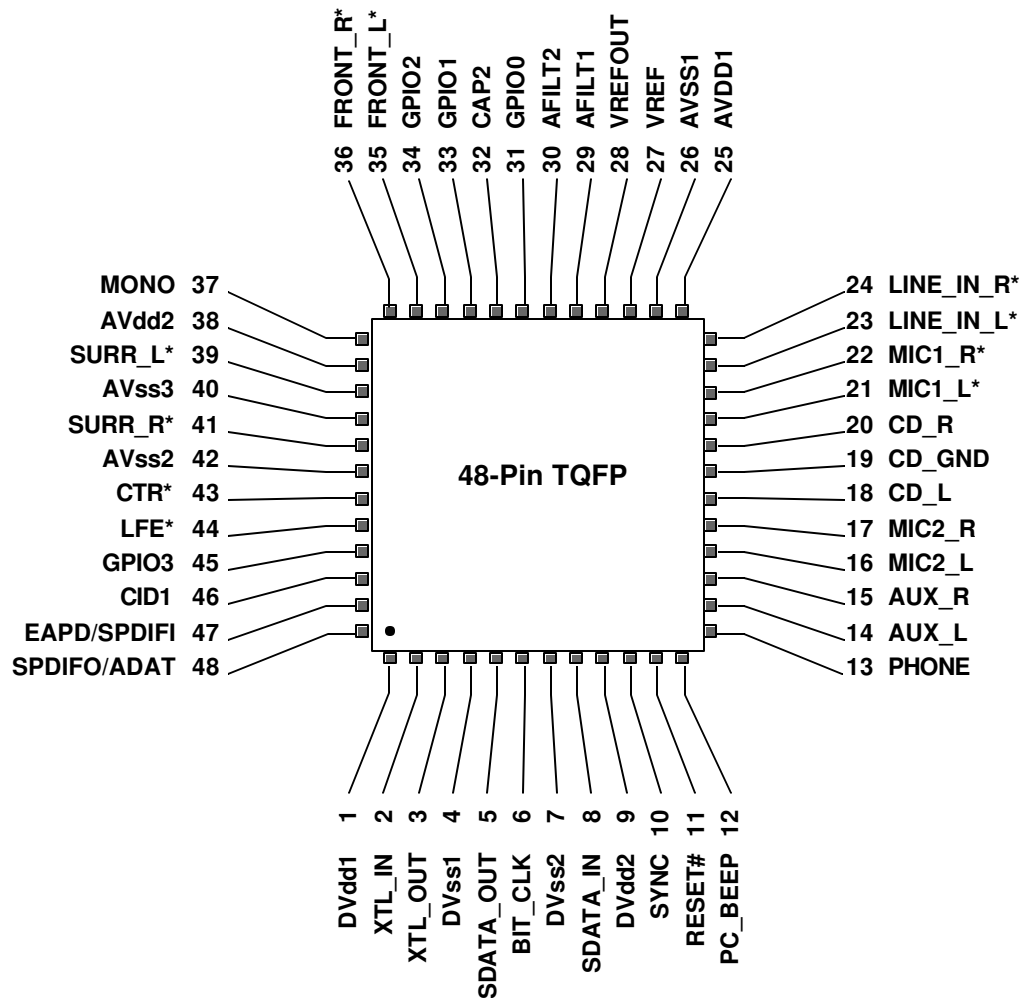 36 FRONT_R*
35 FRONT_L*
34 GPIO2
33 GPIO1
32 CAP2
31 GPIO0
30 AFILT2
29 AFILT1
28 VREFOUT
27 VREF
26 AVSS1
25 AVDD1
MONO 37
AVdd2 38
SURR_L* 39
AVss3 40
SURR_R* 41
AVss2 42
CTR* 43
LFE* 44
GPIO3 45
CID1 46
EAPD/SPDIFI 47
SPDIFO/ADAT 48
48-Pin TQFP
24 LINE_IN_R*
23 LINE_IN_L*
22 MIC1_R*
21 MIC1_L*
20 CD_R
19 CD_GND
18 CD_L
17 MIC2_R
16 MIC2_L
15 AUX_R
14 AUX_L
13 PHONE
DVdd1 1
XTL_IN 2
XTL_OUT 3
DVss1 4
SDATA_OUT 5
BIT_CLK 6
DVss2 7
SDATA_IN 8
DVdd2 9
SYNC 10
RESET# 11
PC_BEEP 12